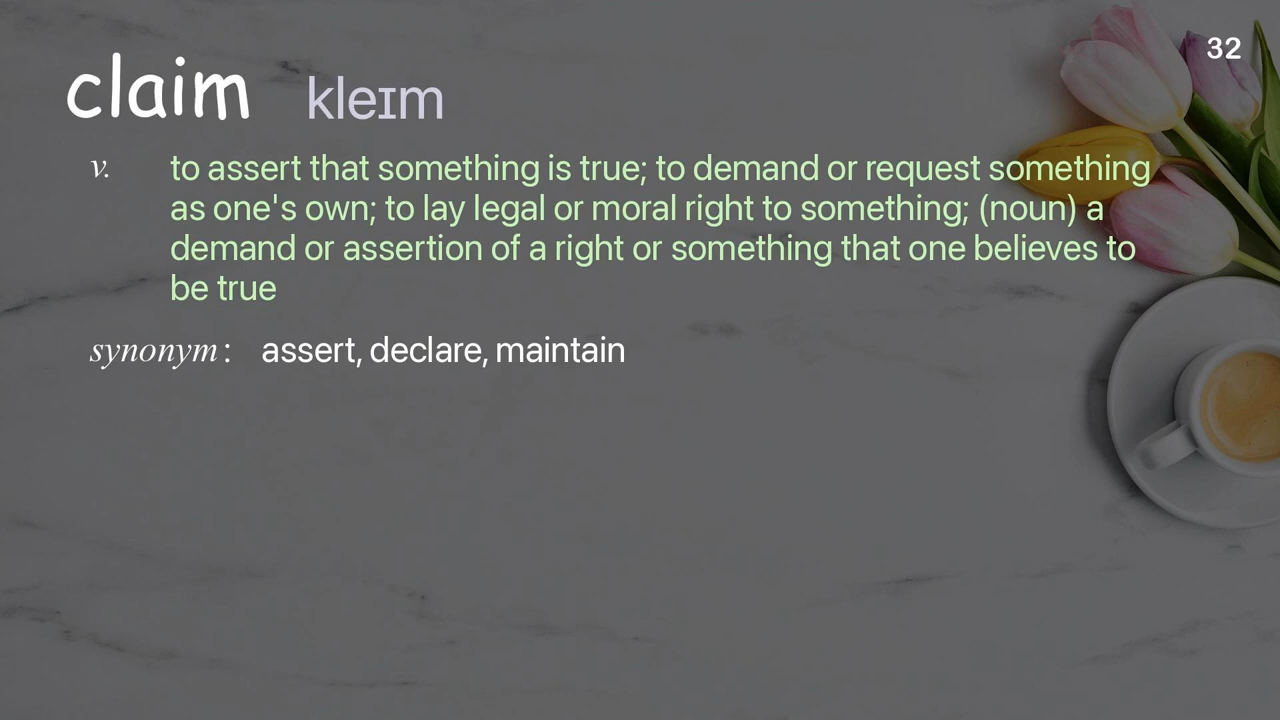 32
claim kleɪm
v. to assert that something is true; to demand or request something
as one's own; to lay legal or moral right to something; (noun) a
demand or assertion of a right or something that one believes to
be true
synonym: assert, declare, maintain